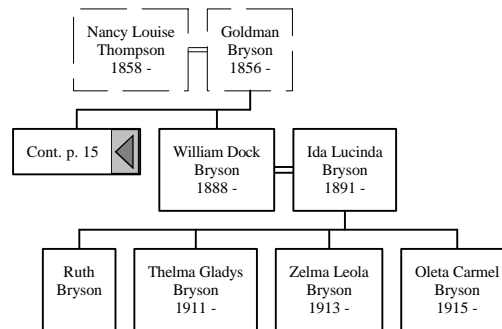 Nancy Louise
Thompson
1858 -
Goldman
Bryson
1856 -
Cont. p. 15
William Dock
Bryson
1888 -
Ida Lucinda
Bryson
1891 -
Ruth
Bryson
Thelma Gladys
Bryson
1911 -
Zelma Leola
Bryson
1913 -
Oleta Carmel
Bryson
1915 -